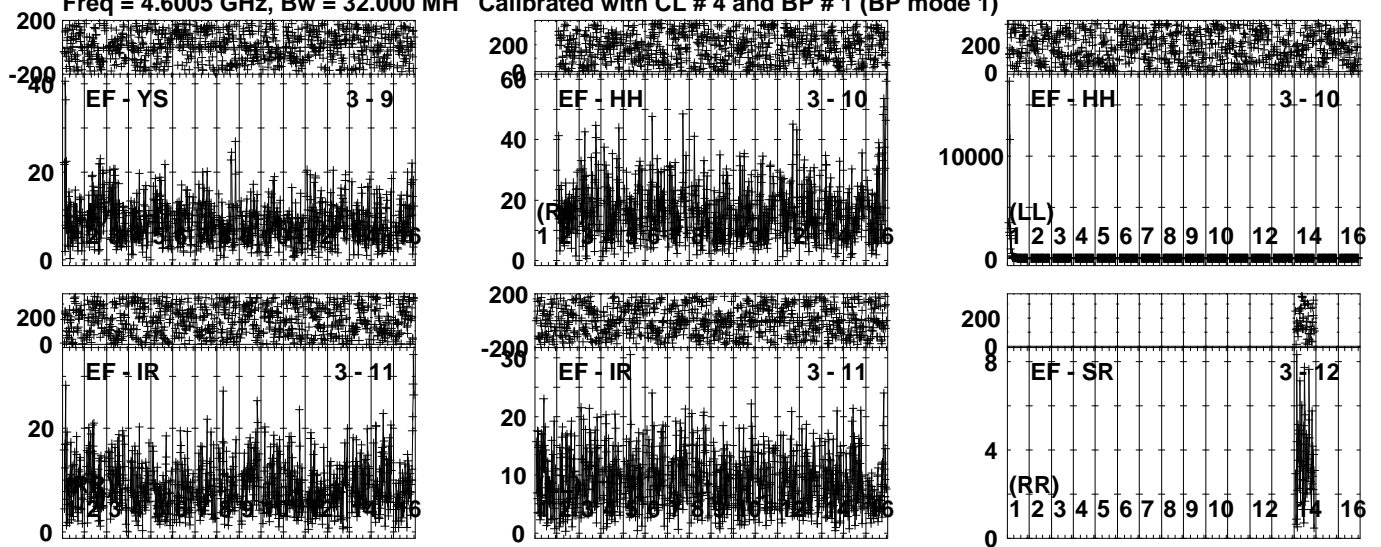 Freq = 4.6005 GHz, Bw = 32.000 MH Calibrated with CL # 4 and BP # 1 (BP mode 1)
200
-200
40
20
0
EF - YS 3 - 9
200
0
60
40
20
0
EF - HH 3 - 10
1
200
0
10000
0
EF - HH 3 - 10
(LL)
1 2 3 4 5 6 7 8 9 10 12 14 16
200
0
20
0
EF - IR 3 - 11
200
-200
30
20
10
0
EF - IR 3 - 11
200
0
8
4
0
EF - SR 3 - 12
(RR)
1 2 3 4 5 6 7 8 9 10 12 14 16